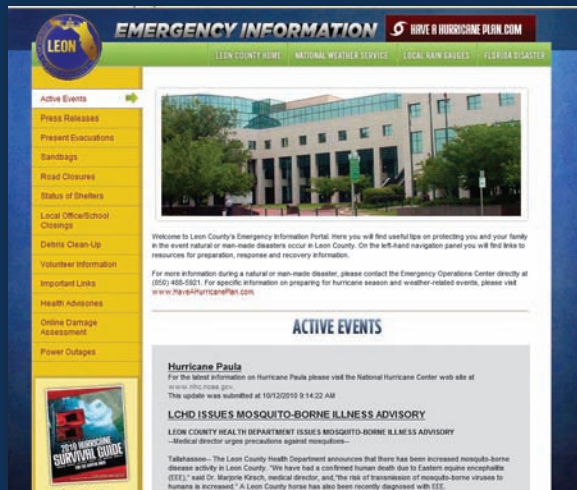 LEON
EMERGENCY INFORMATION
HAVE A HURRICANE PLAN.COM
LEON COUNTY HOME NATIONAL WEATHER SERVICE LOCAL RAIN GAUGES FLORIDA DISASTER
Active Events
Press Releases
Present Evacuations
Sandbags
Road Closures
Status of Shelters
Local Office/School
Closings
Debris Clean-Up
Volunteer Information
Important Links
Health Advisories
Online Damage
Assessment
Power Outages
2010 HURRICANE
SURVIVAL GUIDE
Welcome to Leon County's Emergency Information Portal. Here you will find useful tips on protecting you and your family
in the event natural or man-made disasters occur in Leon County. On the left-hand navigation panel you will find links to
resources for preparation, response and recovery information.
For more information during a natural or man-made disaster, please contact the Emergency Operations Center directly at
(850) 488-5921. For specific information on preparing for hurricane season and weather-related events, please visit
www.HaveAHurricanePlan.com.
ACTIVE EVENTS
Hurricane Paula
For the latest information on Hurricane Paula please visit the National Hurricane Center web site at
www.nhc.noaa.gov.
This update was submitted at 10/12/2010 9:14:22 AM
LCHD ISSUES MOSQUITO-BORNE ILLNESS ADVISORY
LEON COUNTY HEALTH DEPARTMENT ISSUES MOSQUITO-BORNE ILLNESS ADVISORY
--Medical director urges precautions against mosquitoes--
Tallahassee-- The Leon County Health Department announces that there has been increased mosquito-borne
disease activity in Leon County. "We have had a confirmed human death due to Eastern equine encephalitis
(EEE)," said Dr. Marjorie Kirsch, medical director, and, "the risk of transmission of mosquito-borne viruses to
humans is increased." A Leon County horse has also been recently diagnosed with EEE.